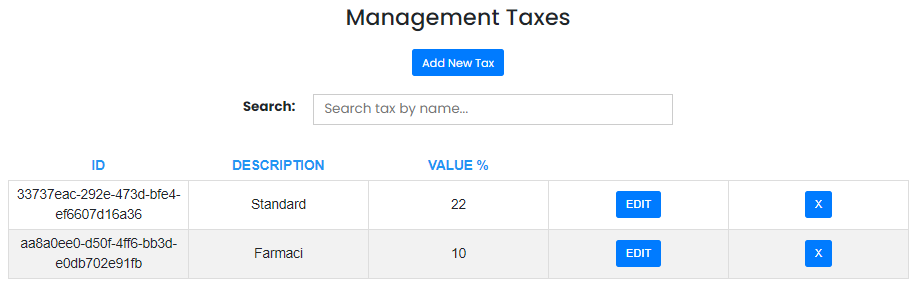 Management Taxes
Add New Tax
Search: Search tax by name...
ID DESCRIPTION VALUE %
33737eac-292e-473d-bfe4-
ef6607d16a36 Standard 22 EDIT X
aa8a0ee0-d50f-4ff6-bb3d-
e0db702e91fb Farmaci 10 EDIT X